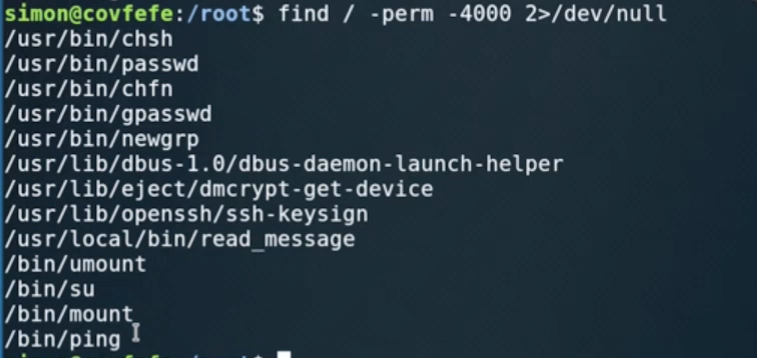 simon@covfefe:/root$ find / -perm -4000 2>/dev/null
/usr/bin/chsh
/usr/bin/passwd
/usr/bin/chfn
/usr/bin/gpasswd
/usr/bin/newgrp
/usr/lib/dbus-1.0/dbus-daemon-launch-helper
/usr/lib/eject/dmcrypt-get-device
/usr/lib/openssh/ssh-keysign
/usr/local/bin/read_message
/bin/umount
/bin/su
/bin/mount
/bin/ping